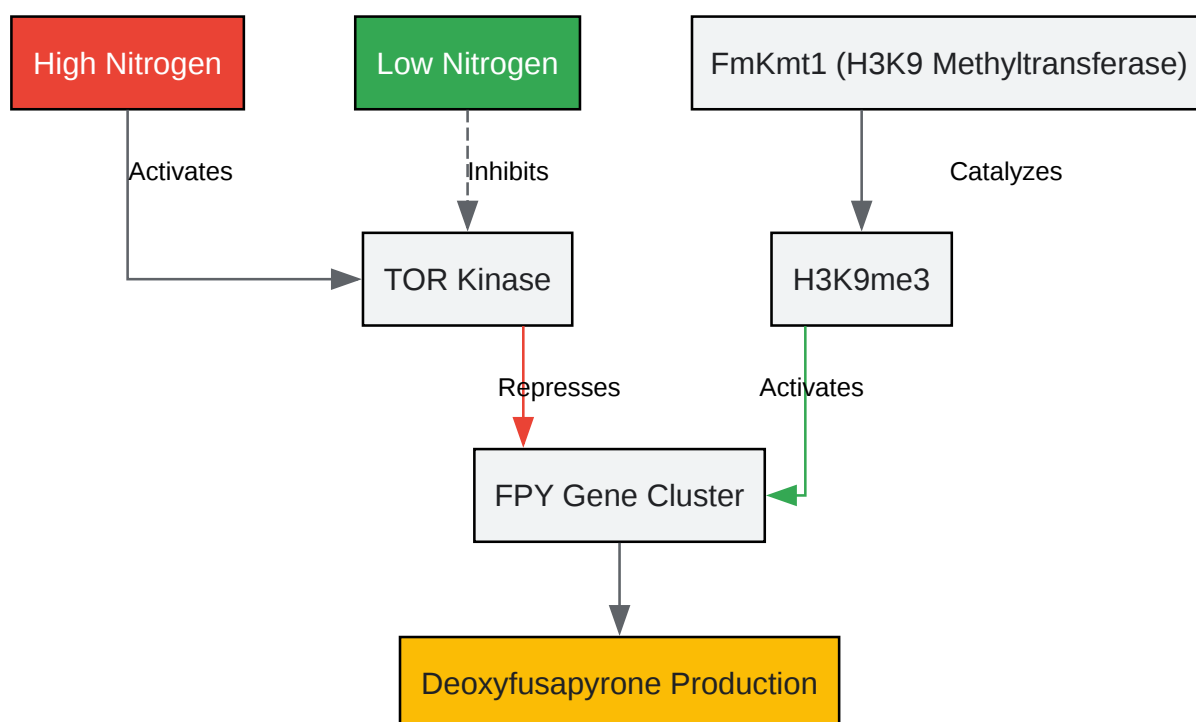 High Nitrogen
Low Nitrogen
FmKmt1 (H3K9 Methyltransferase)
Activates
Inhibits
Catalyzes
TOR Kinase
H3K9me3
Represses
Activates
FPY Gene Cluster
Deoxyfusapyrone Production